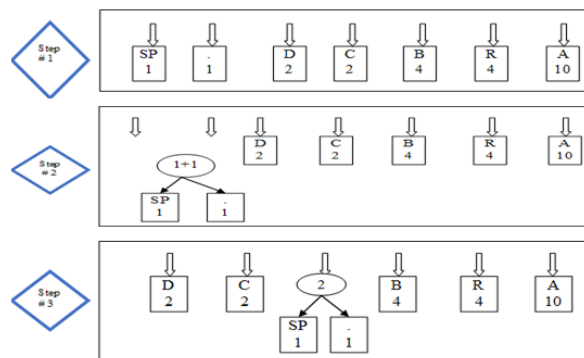 Step
#1
SP . D C B R A
1 1 2 2 4 4 10
Step
#2
D C B R A
2 2 4 4 10
1+1
SP .
1 1
Step
#3
D C 2 B R A
2 2 4 4 10
SP .
1 1